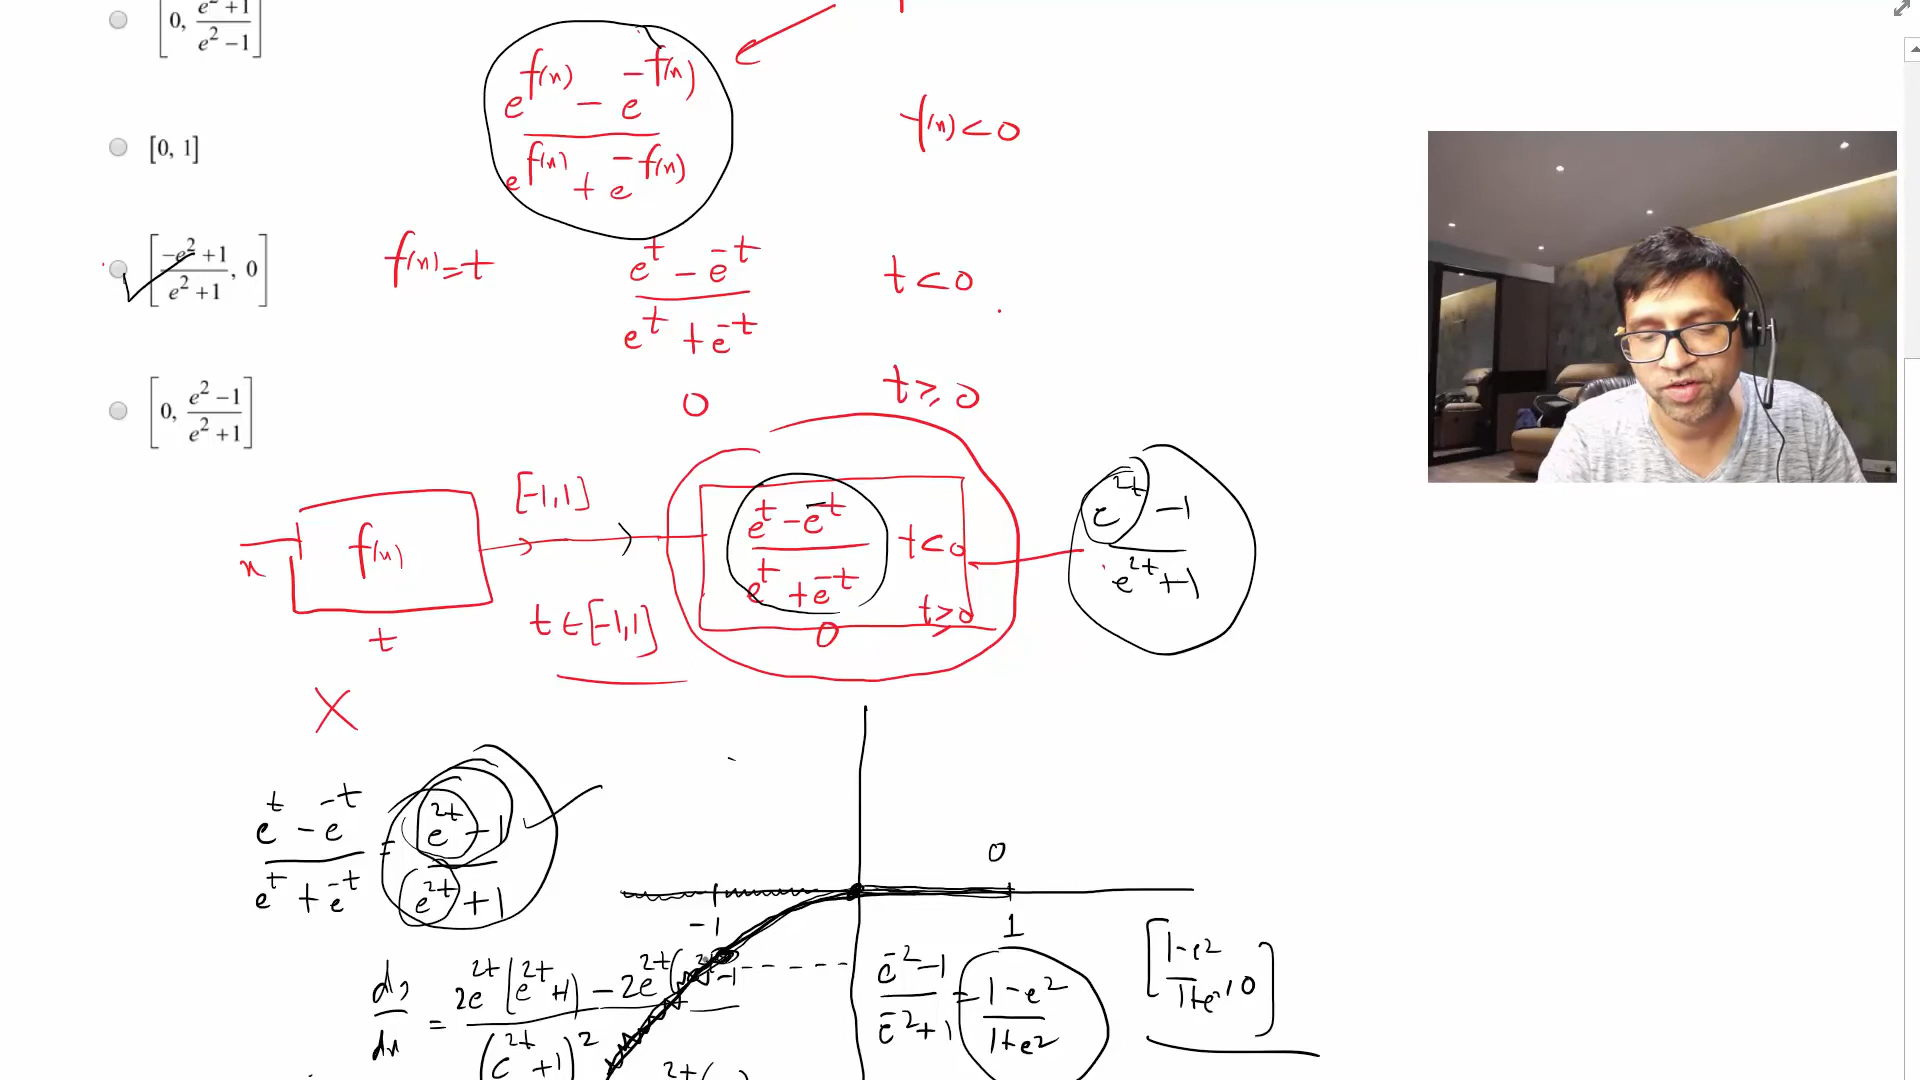 [0, e² + 1 / e² − 1]
[0, 1]
[−e² + 1 / e² + 1, 0]
[0, e² − 1 / e² + 1]
e^f(x) − e^−f(x) / e^f(x) + e^−f(x)
f(x) < 0
f(x) = t
e^t − e^−t / e^t + e^−t
t < 0
0
t ≥ 0
x
f(x)
t
[-1,1]
t ∈ [-1,1]
e^t − e^−t / e^t + e^−t
t < 0
0
t ≥ 0
e^2t − 1 / e^2t + 1
X
e^t − e^−t / e^t + e^−t = e^2t − 1 / e^2t + 1
0
-1
1
e^−2 − 1 / e^−2 + 1 = 1 − e² / 1 + e²
[1 − e² / 1 + e², 0]
dy / dx = 2e^2t (e^2t + 1) − 2e^2t ( −1 / (e^2t + 1)²
2t(